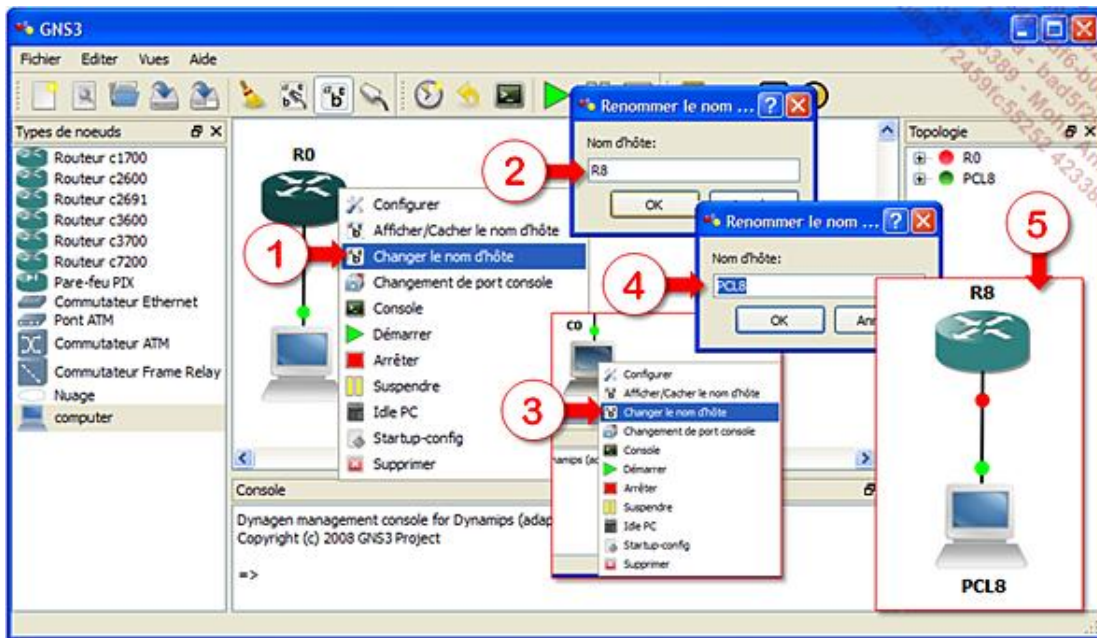 GNS3
Fichier Editer Vues Aide
Types de noeuds
Routeur c1700
Routeur c2600
Routeur c2691
Routeur c3600
Routeur c3700
Routeur c7200
Pare-feu PIX
Commutateur Ethernet
Pont ATM
Commutateur ATM
Commutateur Frame Relay
Nuage
computer
R0
1
Configurer
Afficher/Cacher le nom d'hôte
Changer le nom d'hôte
Changement de port console
Console
Démarrer
Arrêter
Suspendre
Idle PC
Startup-config
Supprimer
2
Renommer le nom ...
Nom d'hôte:
R8
OK
3
C0
Configurer
Afficher/Cacher le nom d'hôte
Changer le nom d'hôte
Changement de port console
Console
Démarrer
Arrêter
Suspendre
Idle PC
Startup-config
Supprimer
4
Renommer le nom ...
Nom d'hôte:
PCL8
OK
Ann
Topologie
R0
PCL8
5
R8
PCL8
Console
Dynagen management console for Dynamips (adap
Copyright (c) 2008 GNS3 Project
=>